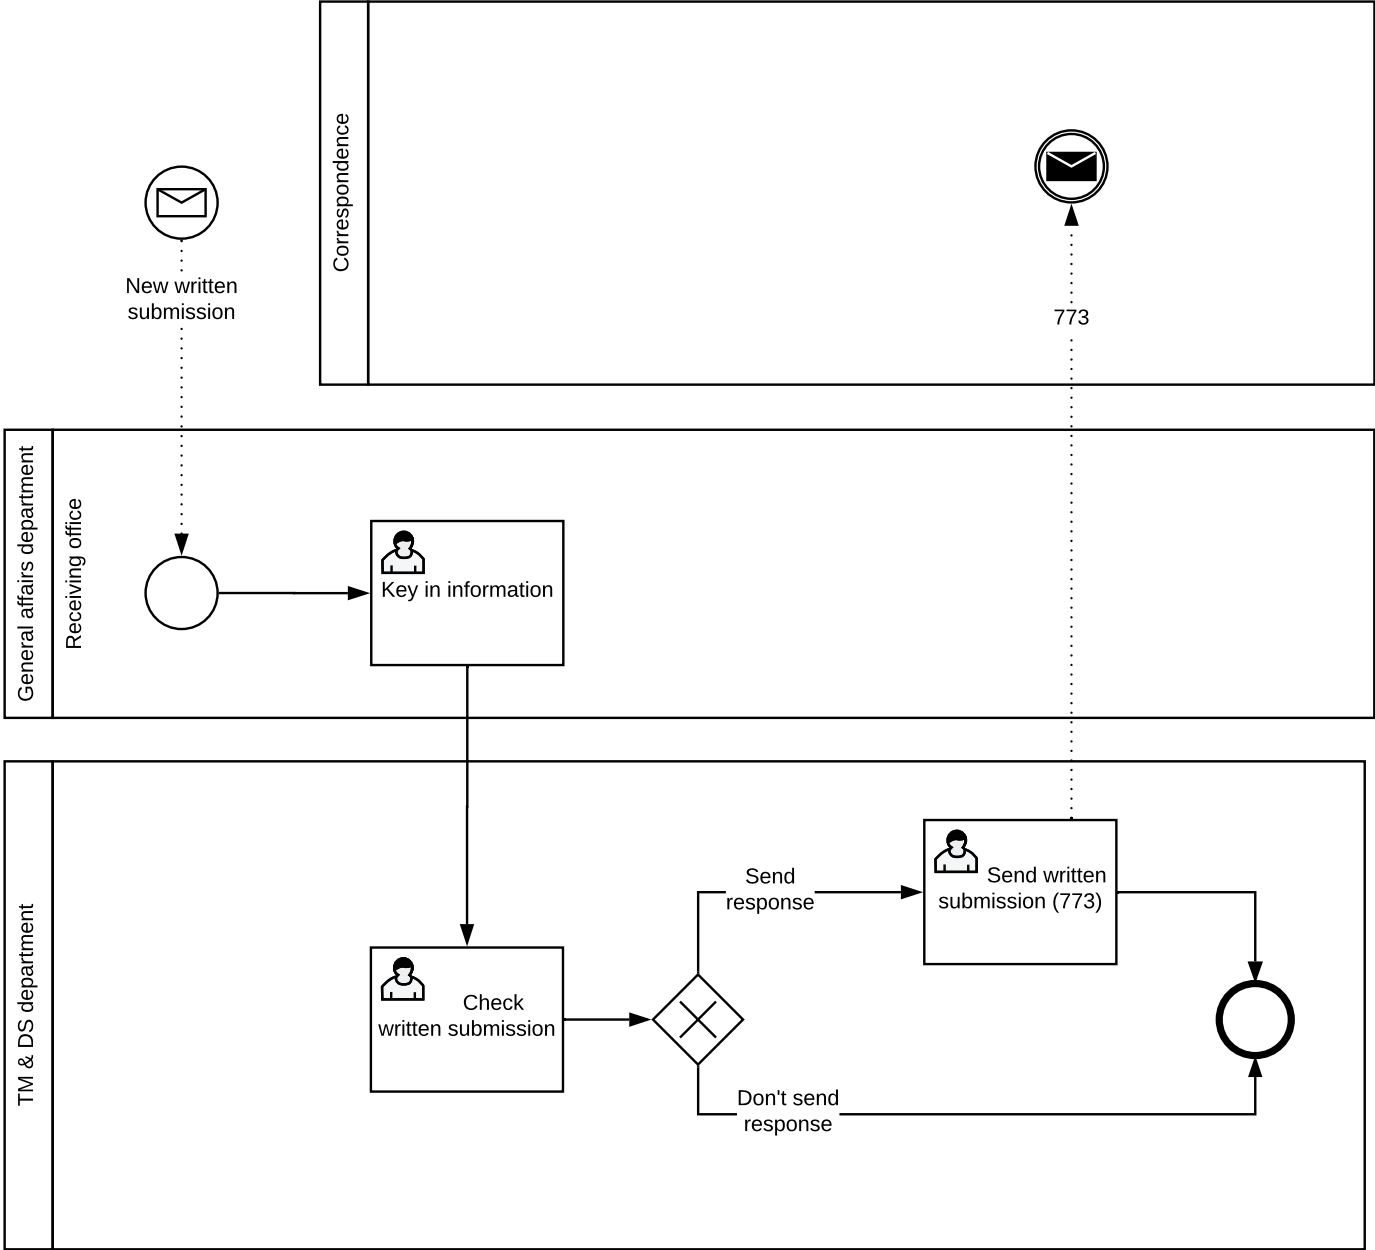 Correspondence
New written
submission
773
General affairs department
Receiving office
Key in information
TM & DS department
Send
response
Send written
submission (773)
Check
written submission
Don't send
response